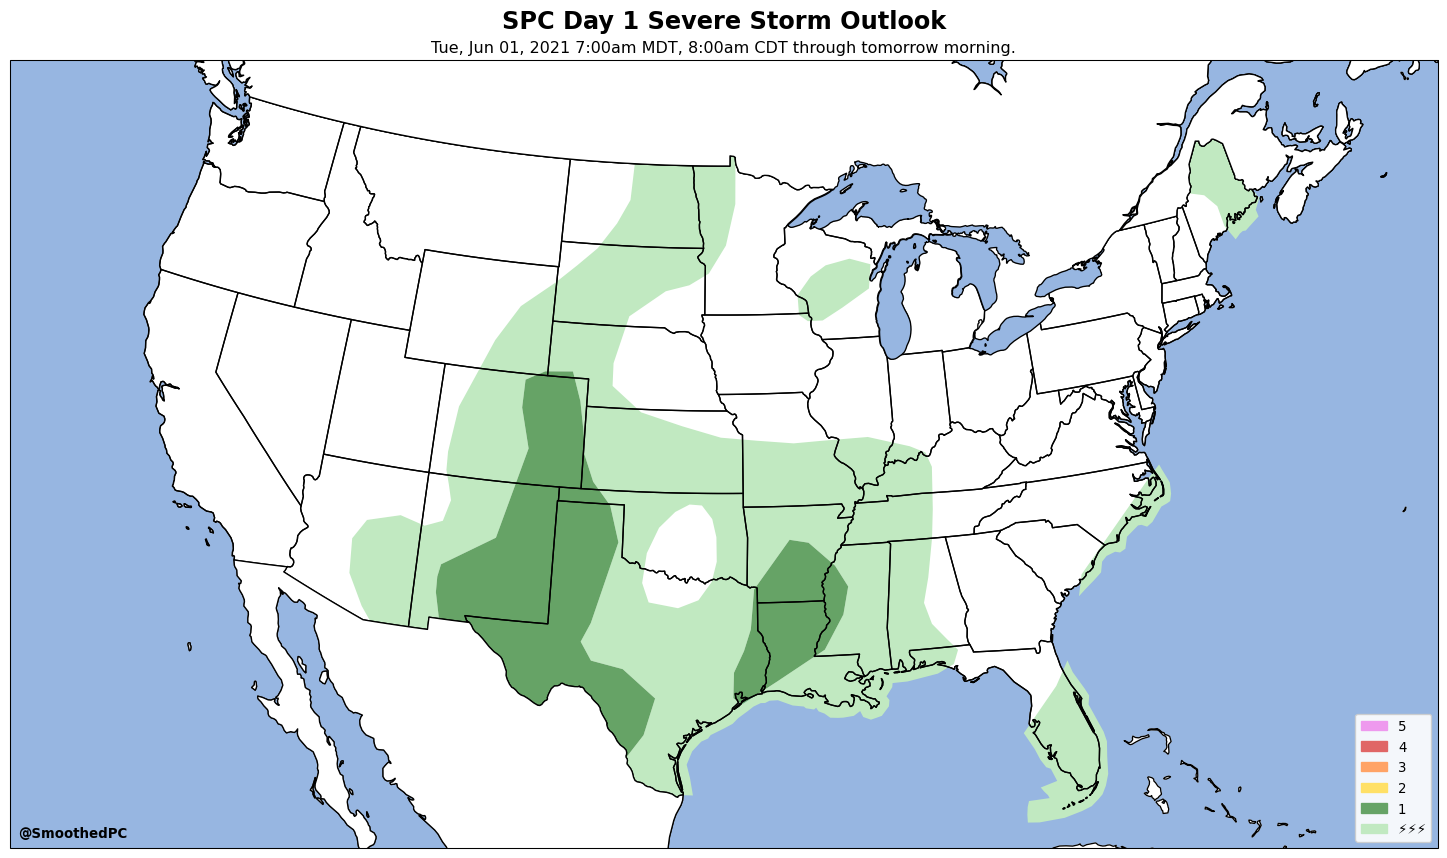 SPC Day 1 Severe Storm Outlook
Tue, Jun 01, 2021 7:00am MDT, 8:00am CDT through tomorrow morning.
5
4
3
2
1
⚡⚡⚡
@SmoothedPC